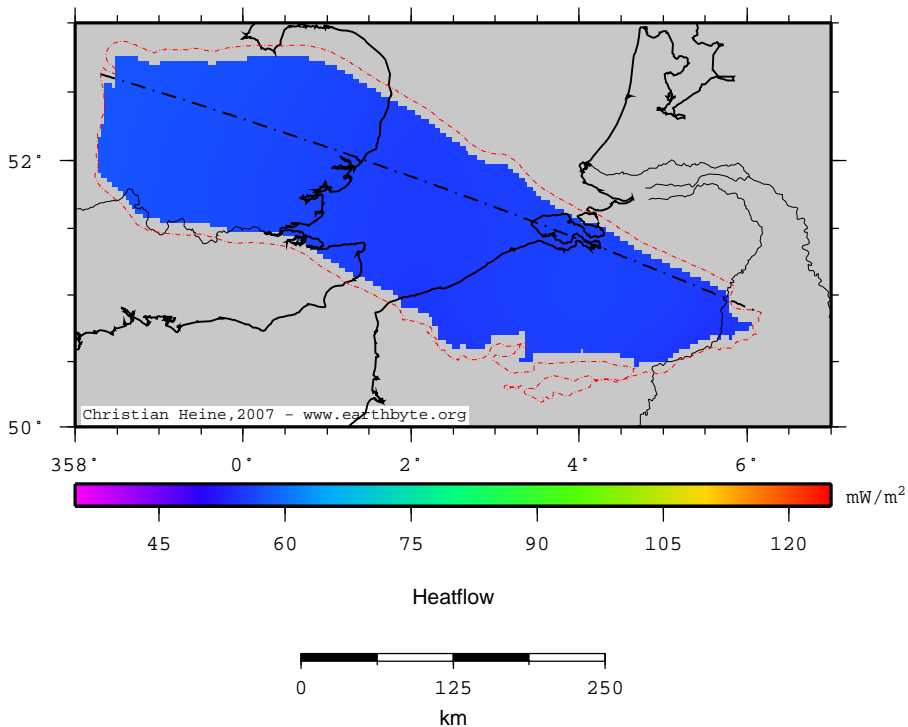 52°
Christian Heine,2007 - www.earthbyte.org
50°
358° 0° 2° 4° 6°
mW/m²
45 60 75 90 105 120
Heatflow
0 125 250
km